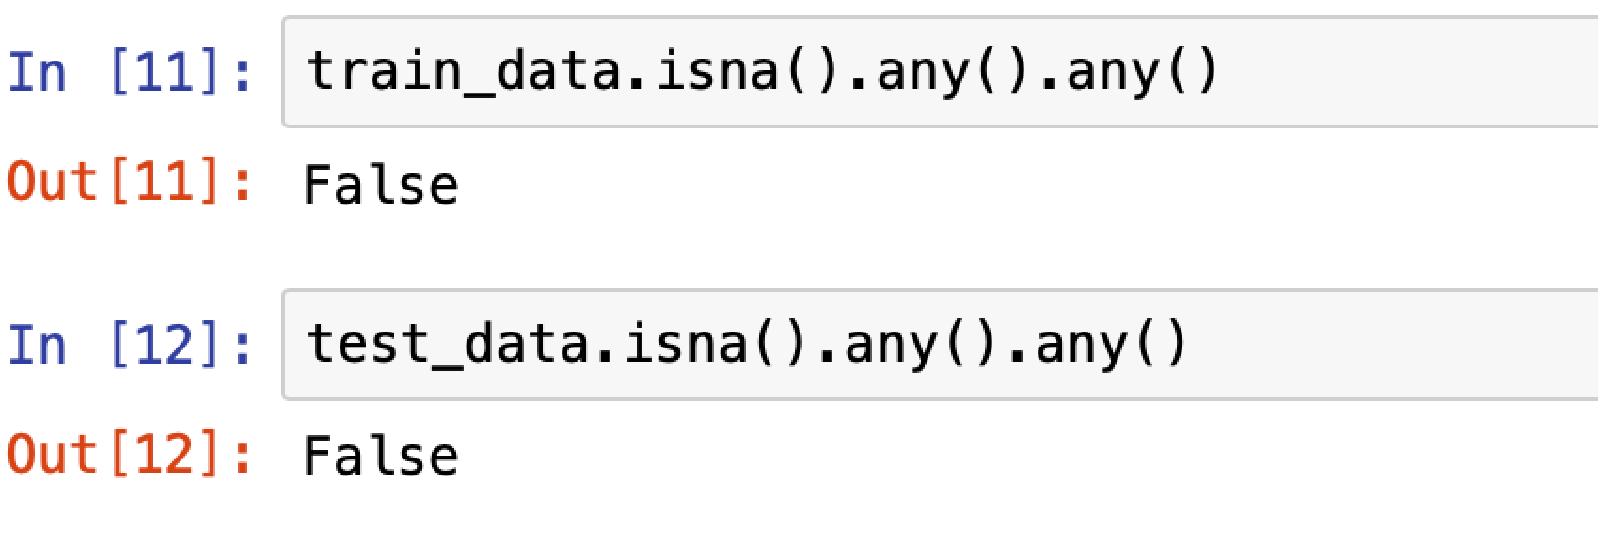 In [11]: train_data.isna().any().any()
Out[11]: False
In [12]: test_data.isna().any().any()
Out[12]: False